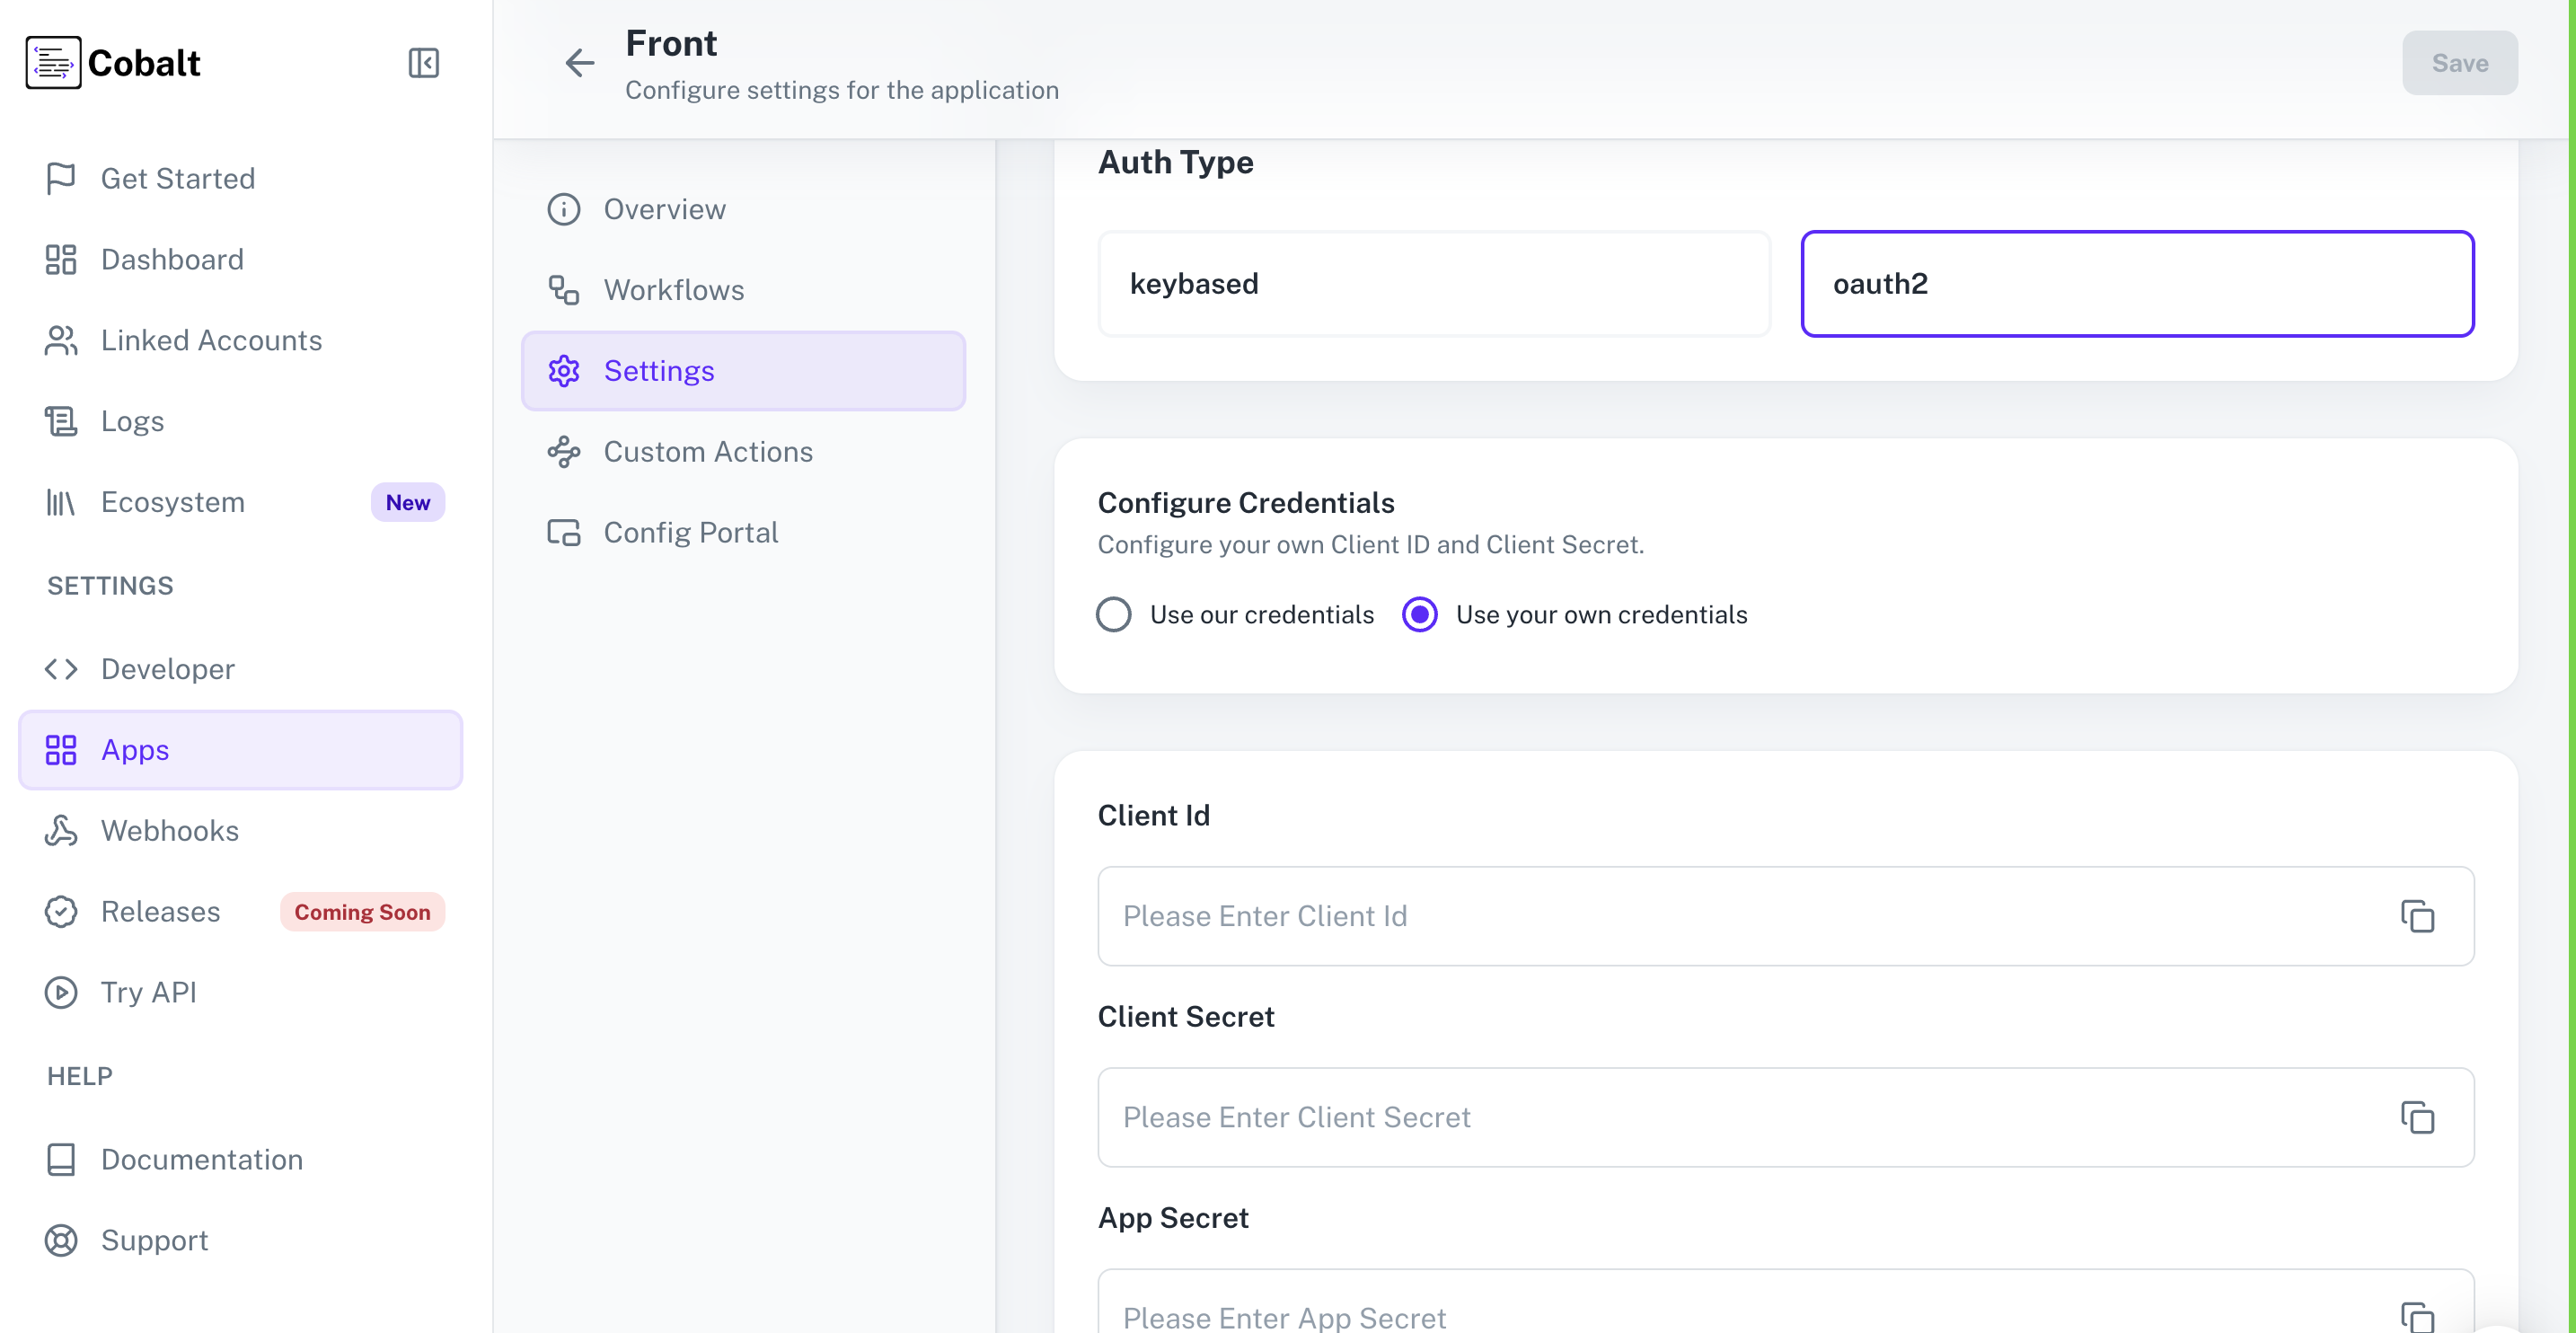 Cobalt
Get Started
Dashboard
Linked Accounts
Logs
Ecosystem New
SETTINGS
Developer
Apps
Webhooks
Releases Coming Soon
Try API
HELP
Documentation
Support
Front
Configure settings for the application
Save
Overview
Workflows
Settings
Custom Actions
Config Portal
Auth Type
keybased oauth2
Configure Credentials
Configure your own Client ID and Client Secret.
Use our credentials Use your own credentials
Client Id
Please Enter Client Id
Client Secret
Please Enter Client Secret
App Secret
Please Enter App Secret